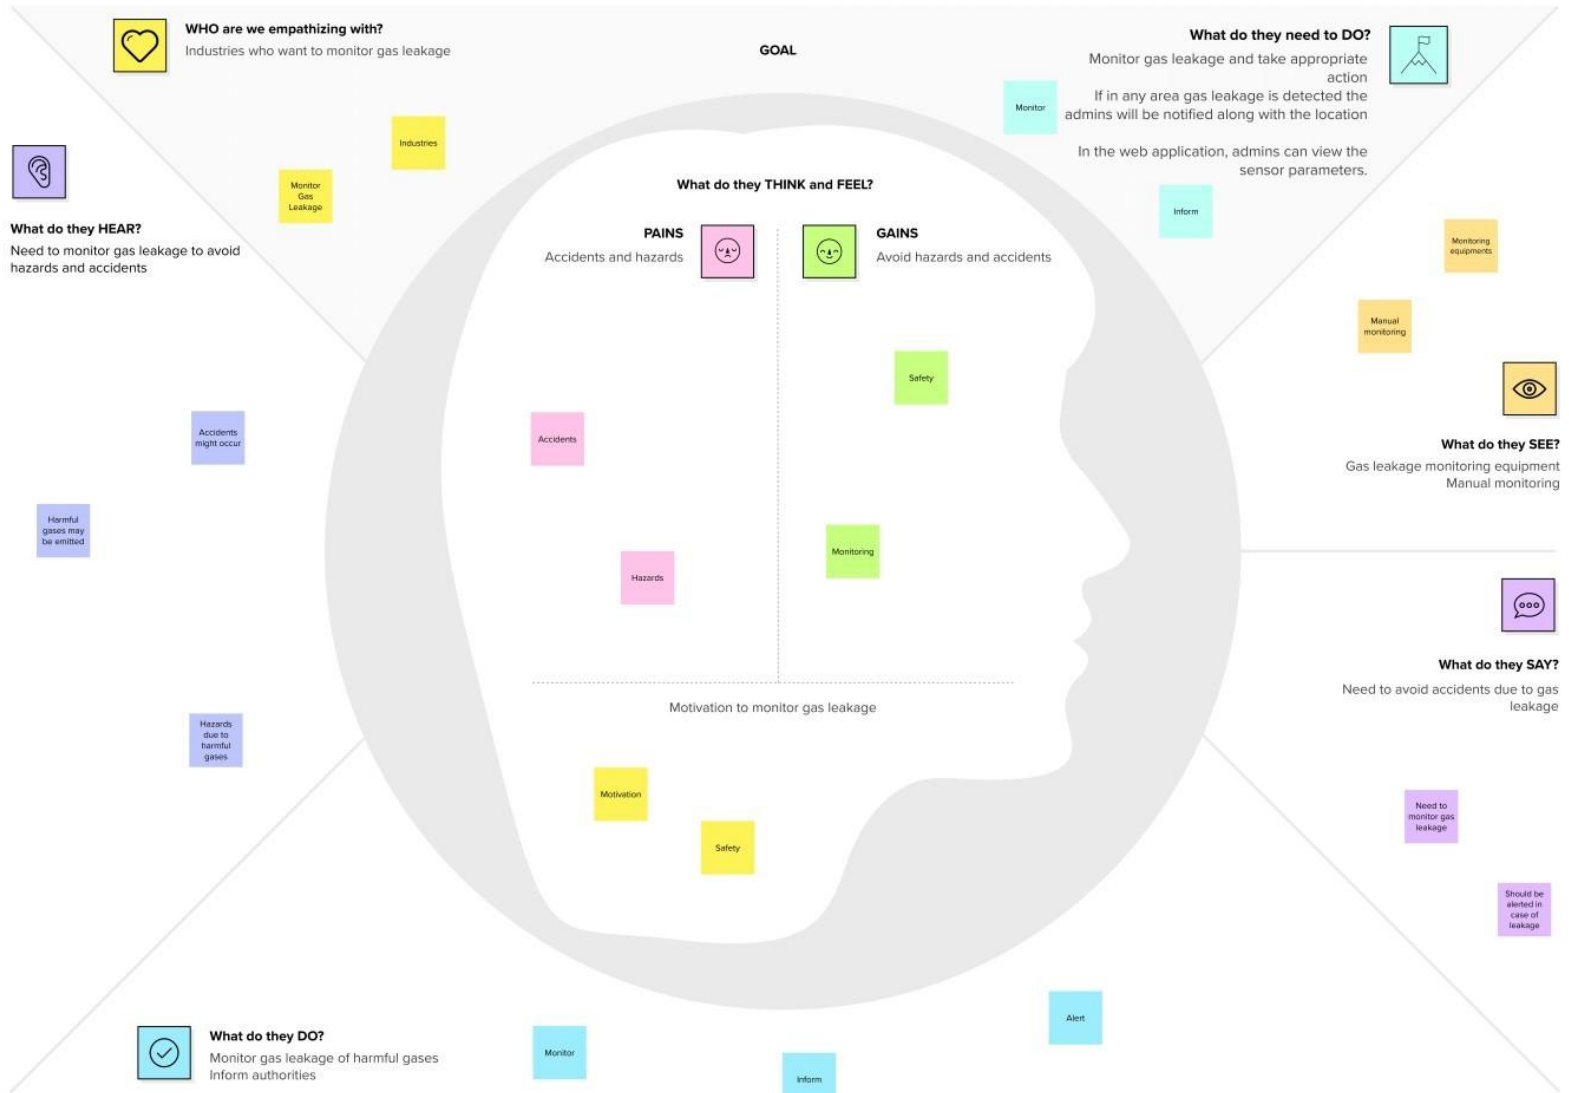 WHO are we empathizing with?
Industries who want to monitor gas leakage
Industries
Monitor
Gas
Leakage
GOAL
What do they need to DO?
Monitor gas leakage and take appropriate
action
If in any area gas leakage is detected the
admins will be notified along with the location
In the web application, admins can view the
sensor parameters.
Monitor
Inform
What do they HEAR?
Need to monitor gas leakage to avoid
hazards and accidents
Accidents
might occur
Harmful
gases may
be emitted
Hazards
due to
harmful
gases
What do they THINK and FEEL?
PAINS
Accidents and hazards
Accidents
Hazards
GAINS
Avoid hazards and accidents
Safety
Monitoring
Motivation to monitor gas leakage
Motivation
Safety
Monitoring
equipments
Manual
monitoring
What do they SEE?
Gas leakage monitoring equipment
Manual monitoring
What do they SAY?
Need to avoid accidents due to gas
leakage
Need to
monitor gas
leakage
Should be
alerted in
case of
leakage
What do they DO?
Monitor gas leakage of harmful gases
Inform authorities
Monitor
Inform
Alert